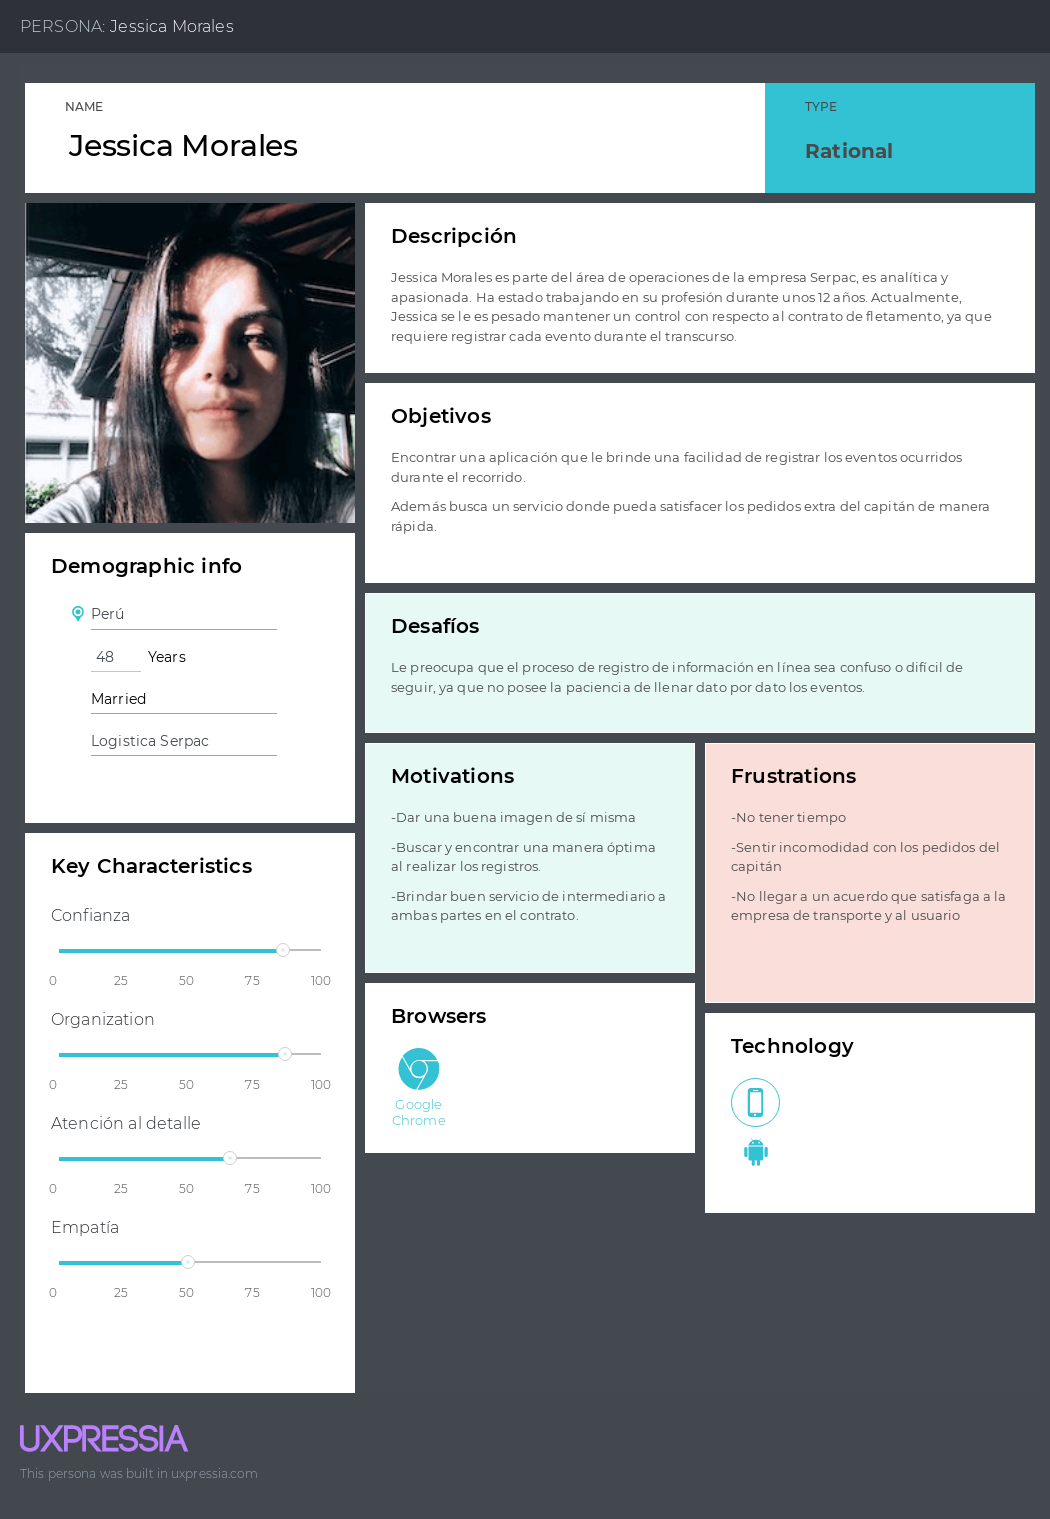 PERSONA: Jessica Morales
NAME
Jessica Morales
TYPE
Rational
Descripción
Jessica Morales es parte del área de operaciones de la empresa Serpac, es analítica y
apasionada. Ha estado trabajando en su profesión durante unos 12 años. Actualmente,
Jessica se le es pesado mantener un control con respecto al contrato de fletamento, ya que
requiere registrar cada evento durante el transcurso.
Objetivos
Encontrar una aplicación que le brinde una facilidad de registrar los eventos ocurridos
durante el recorrido.
Además busca un servicio donde pueda satisfacer los pedidos extra del capitán de manera
rápida.
Demographic info
Perú
48 Years
Married
Logistica Serpac
Desafíos
Le preocupa que el proceso de registro de información en línea sea confuso o difícil de
seguir, ya que no posee la paciencia de llenar dato por dato los eventos.
Motivations
-Dar una buena imagen de sí misma
-Buscar y encontrar una manera óptima
al realizar los registros.
-Brindar buen servicio de intermediario a
ambas partes en el contrato.
Frustrations
-No tener tiempo
-Sentir incomodidad con los pedidos del
capitán
-No llegar a un acuerdo que satisfaga a la
empresa de transporte y al usuario
Key Characteristics
Confianza
0 25 50 75 100
Organization
0 25 50 75 100
Atención al detalle
0 25 50 75 100
Empatía
0 25 50 75 100
Browsers
Google
Chrome
Technology
UXPRESSIA
This persona was built in uxpressia.com